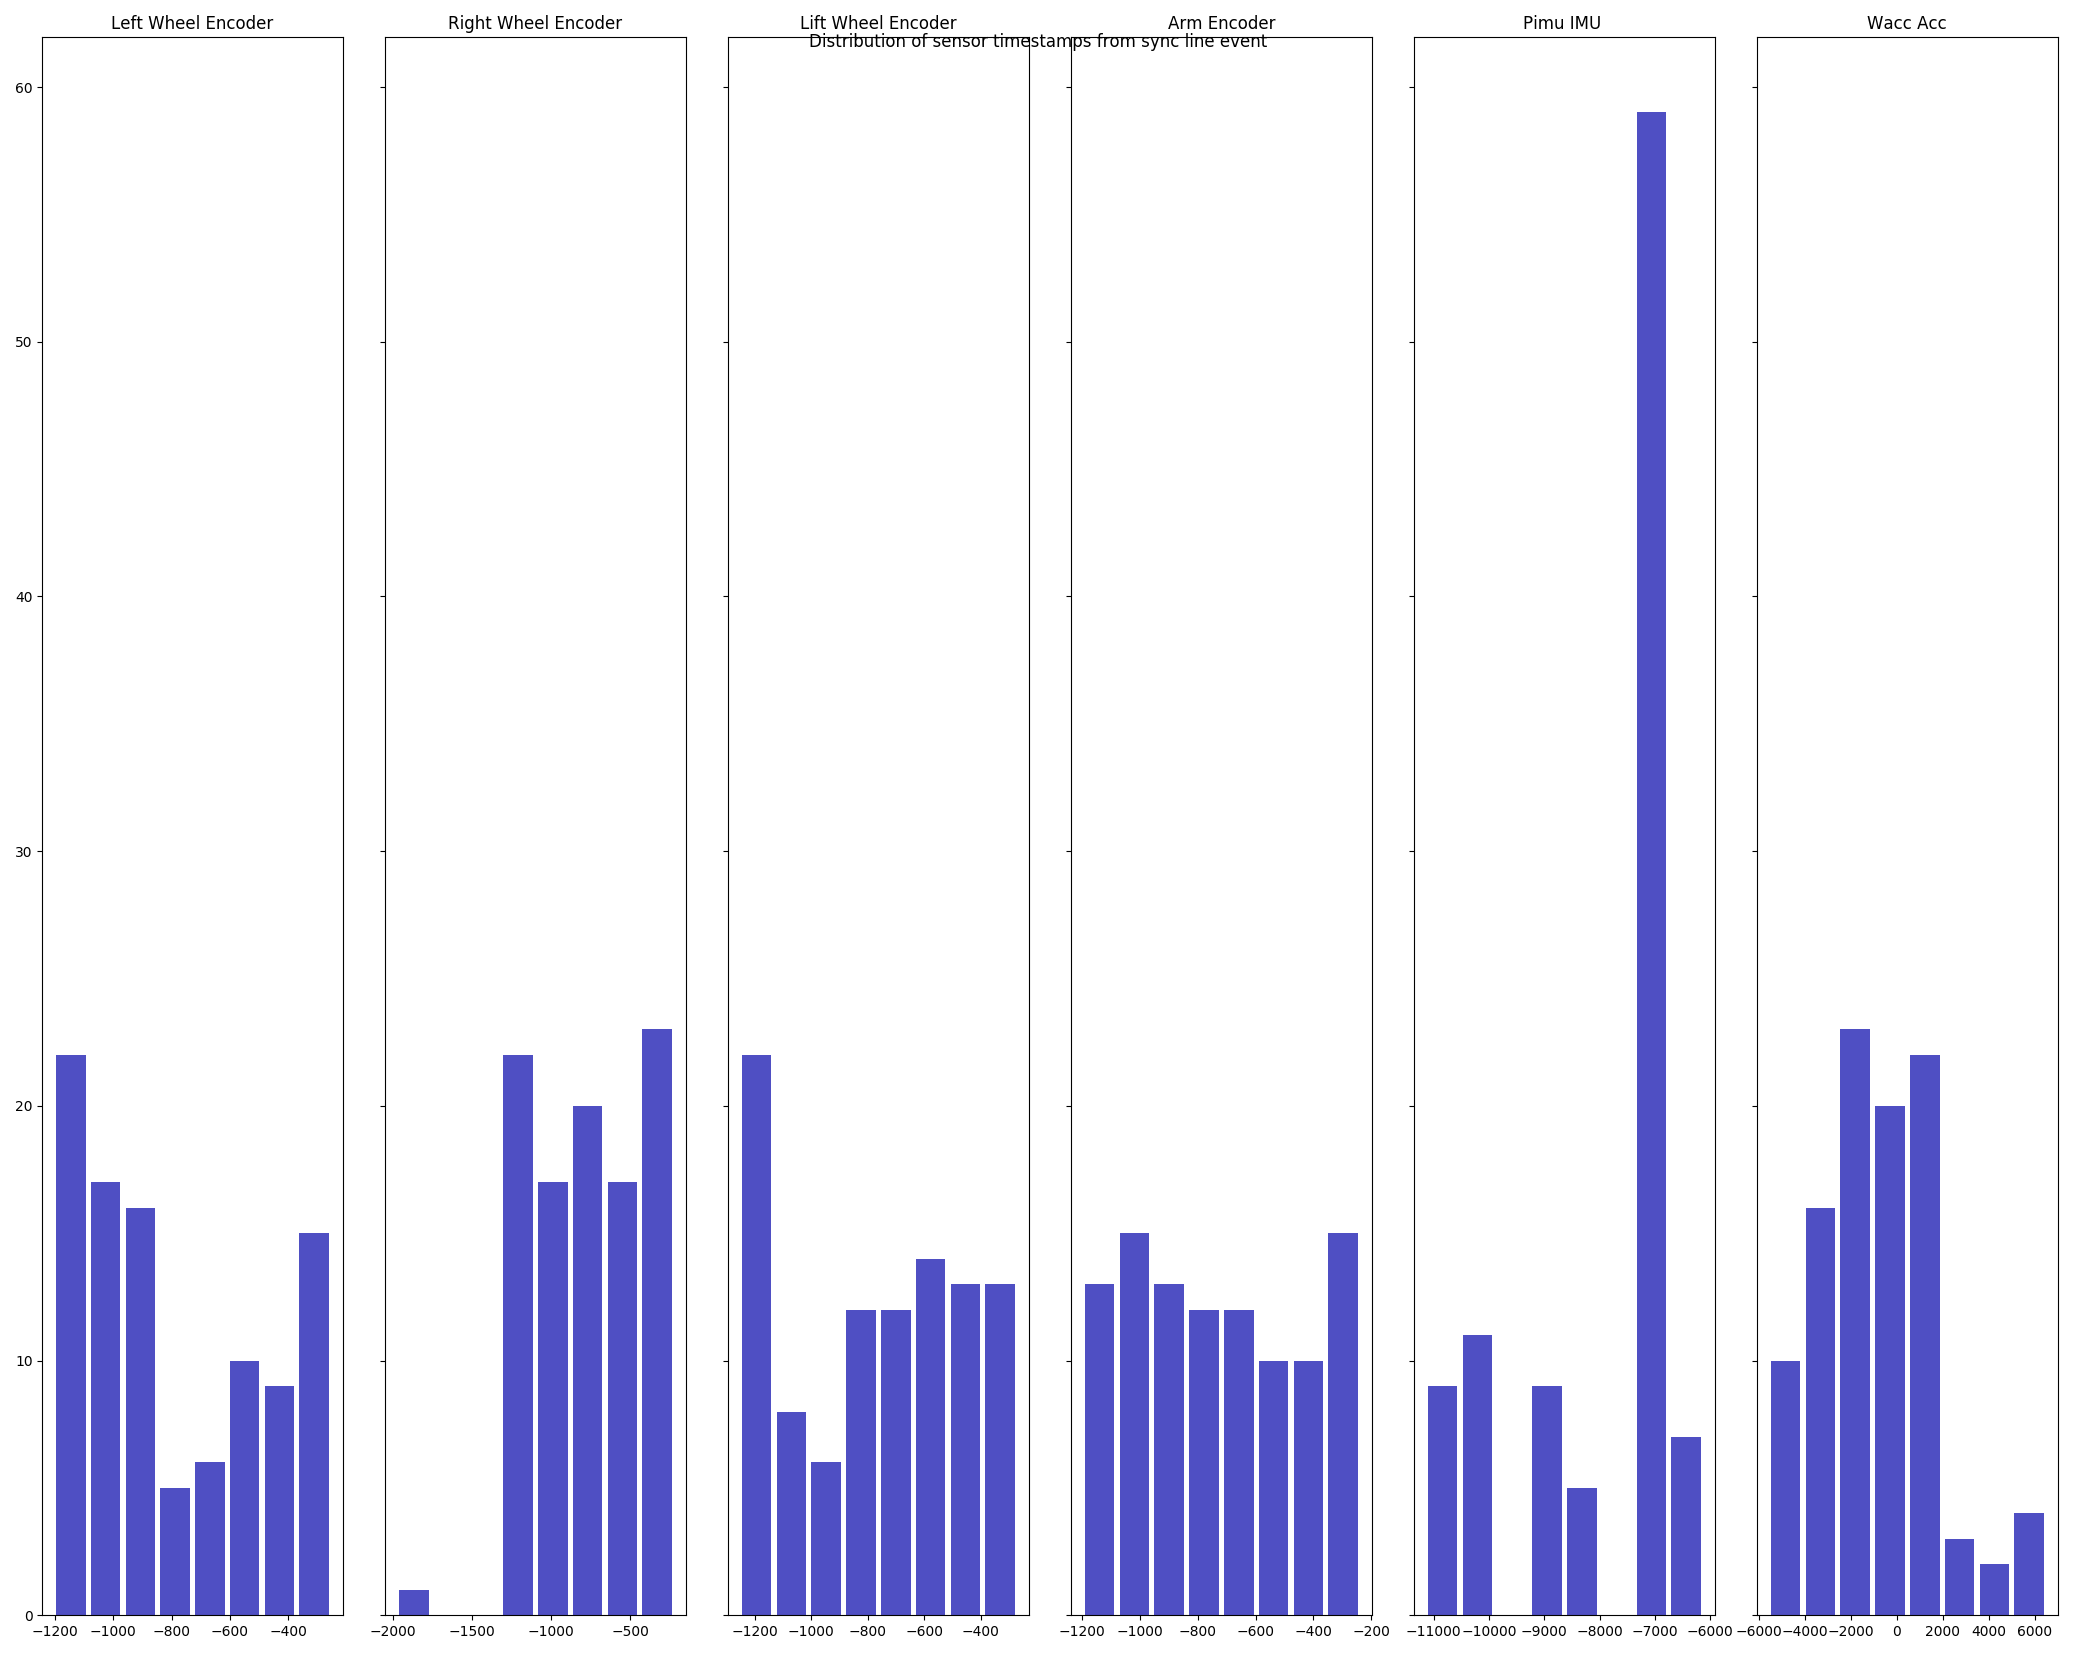 Left Wheel Encoder
Right Wheel Encoder
Lift Wheel Encoder
Arm Encoder
Pimu IMU
Wacc Acc
Distribution of sensor timestamps from sync line event
60
50
40
30
20
10
0
−1200 −1000 −800 −600 −400
−2000 −1500 −1000 −500
−1200 −1000 −800 −600 −400
−1200 −1000 −800 −600 −400 −200
−11000 −10000 −9000 −8000 −7000 −6000
−6000 −4000 −2000 0 2000 4000 6000